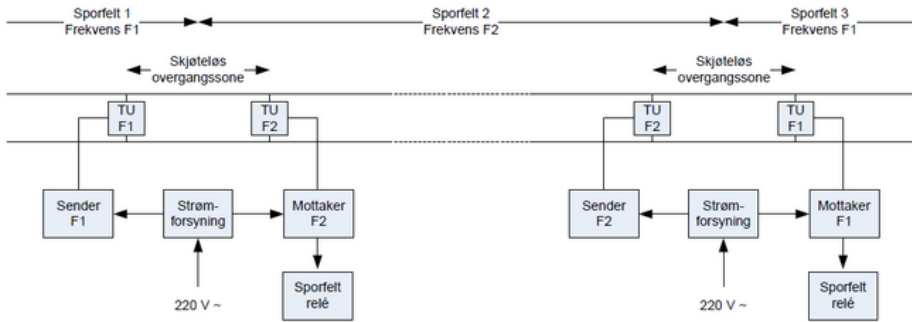 Sporfelt 1
Frekvens F1
Sporfelt 2
Frekvens F2
Sporfelt 3
Frekvens F1
Skjøteløs
overgangssone
Skjøteløs
overgangssone
TU
F1
TU
F2
TU
F2
TU
F1
Sender
F1
Strøm-
forsyning
Mottaker
F2
Sender
F2
Strøm-
forsyning
Mottaker
F1
220 V ~
Sporfelt
relé
220 V ~
Sporfelt
relé